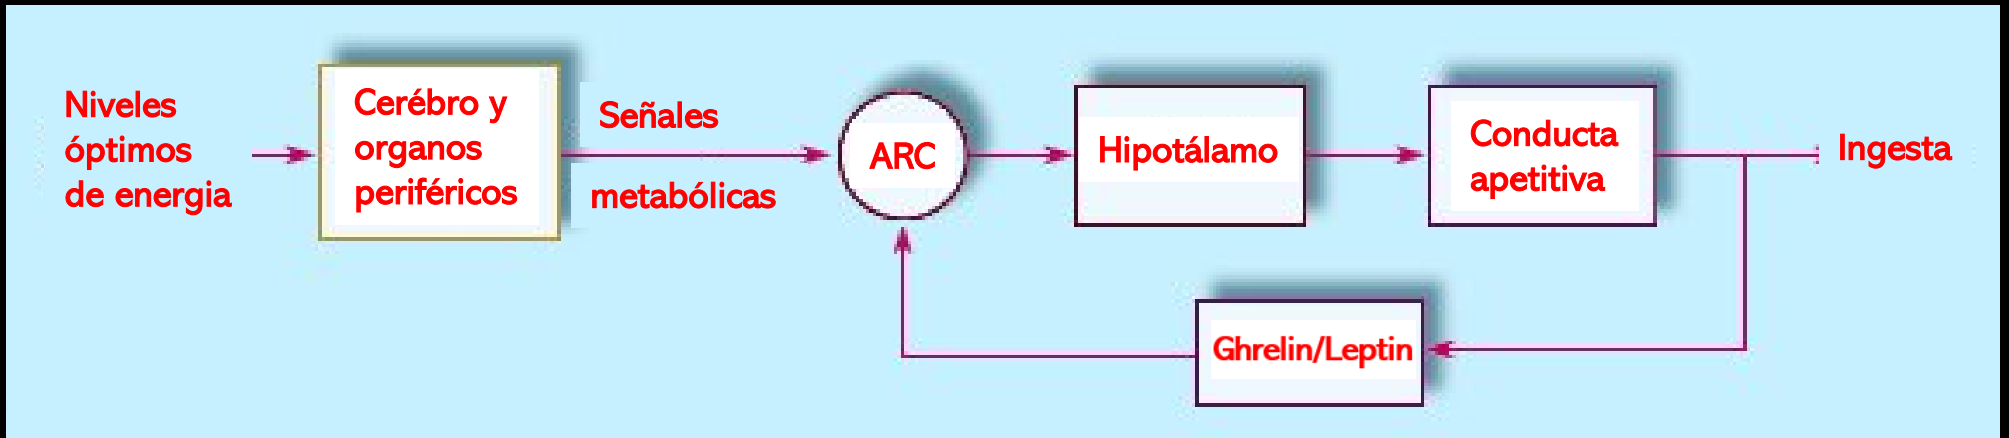 Niveles
óptimos
de energia
Cerébro y
organos
periféricos
Señales
metabólicas
ARC
Hipotálamo
Conducta
apetitiva
Ingesta
Ghrelin/Leptin